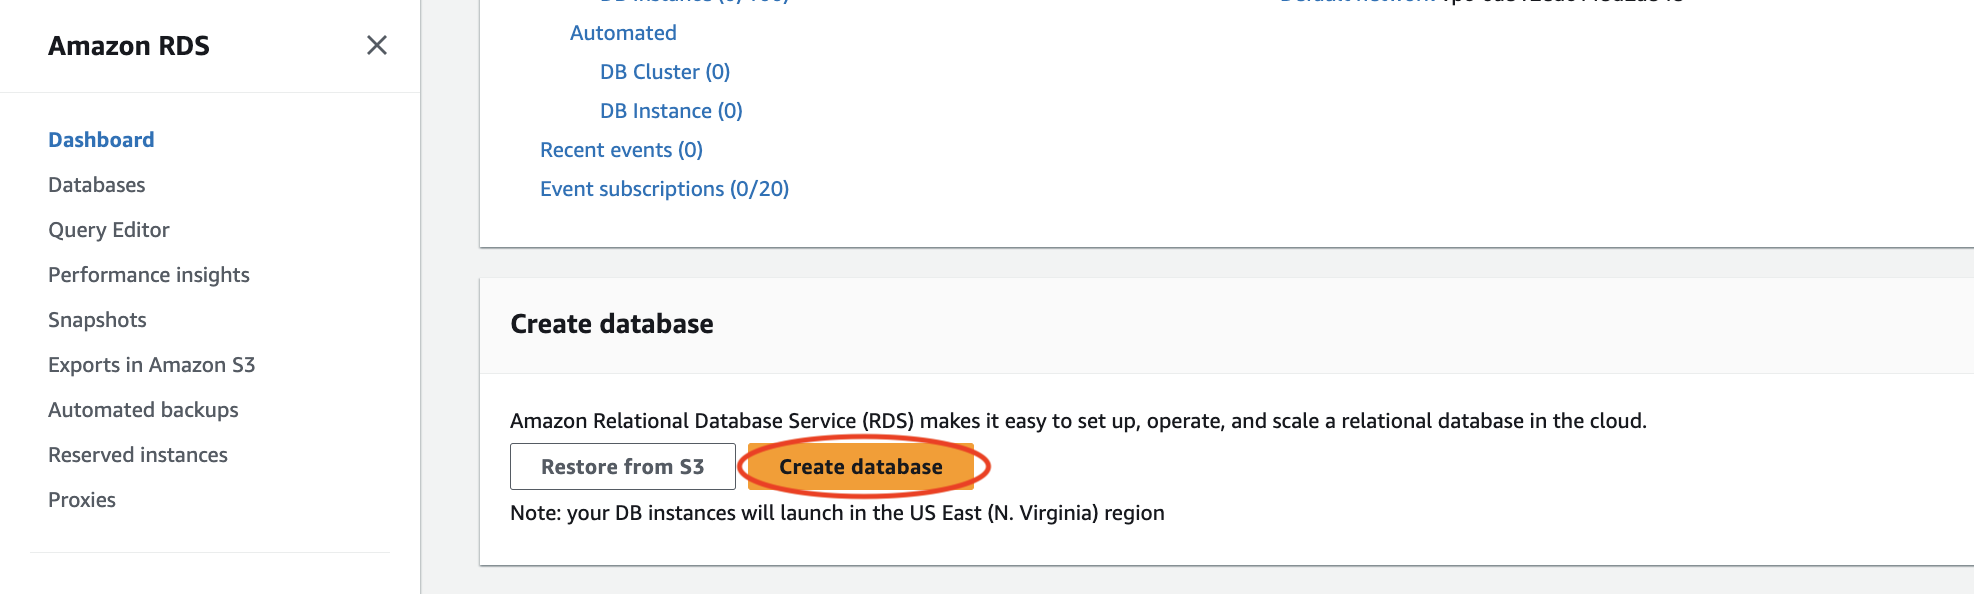 Amazon RDS
Dashboard
Databases
Query Editor
Performance insights
Snapshots
Exports in Amazon S3
Automated backups
Reserved instances
Proxies
Automated
DB Cluster (0)
DB Instance (0)
Recent events (0)
Event subscriptions (0/20)
Create database
Amazon Relational Database Service (RDS) makes it easy to set up, operate, and scale a relational database in the cloud.
Restore from S3
Create database
Note: your DB instances will launch in the US East (N. Virginia) region